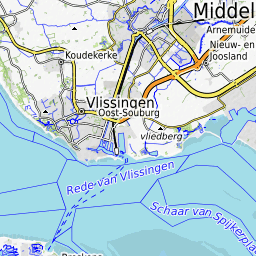 Middel
Arnemuide
Nieuw- en
Joosland
Koudekerke
Vlissingen
Oost-Souburg
vliedberg
Rede van Vlissingen
Schaar van Spijkerpla